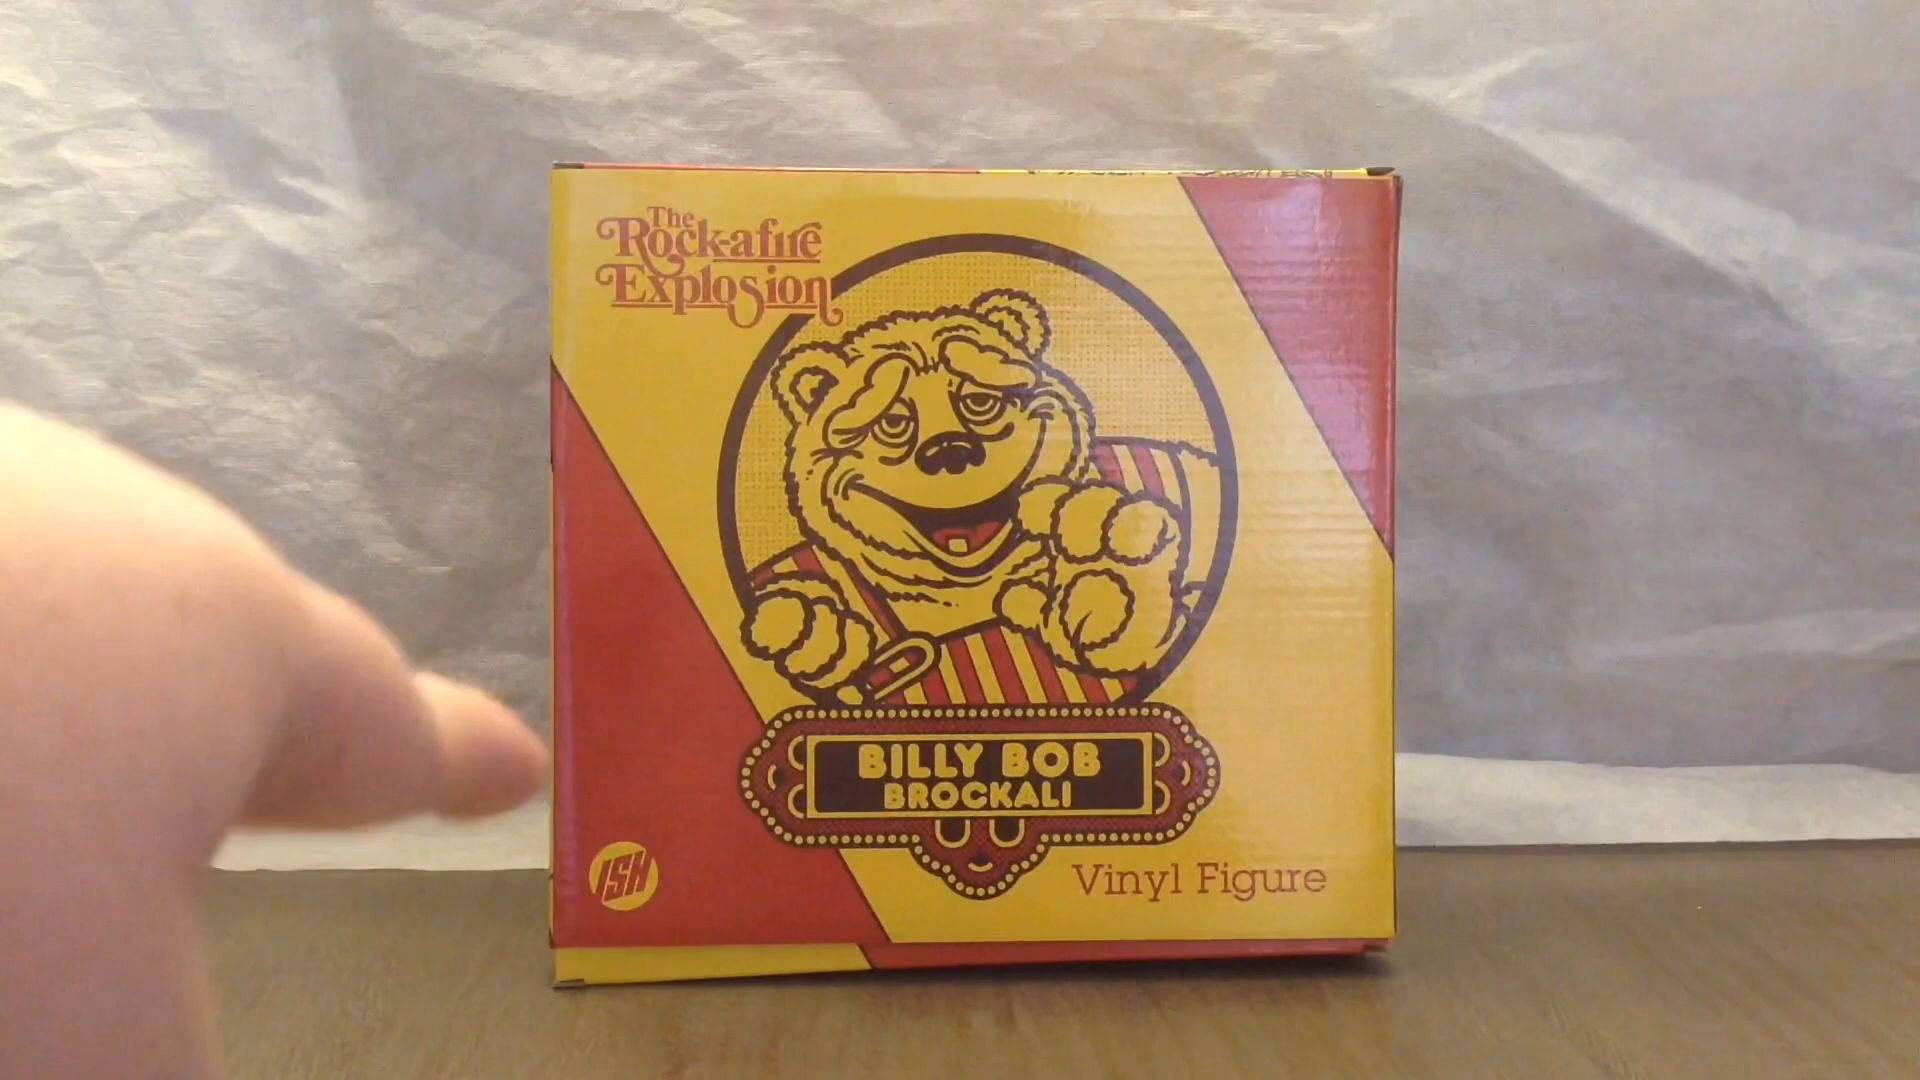 The
Rock-afire
Explosion
BILLY BOB
BROCKALI
Vinyl Figure
ISH